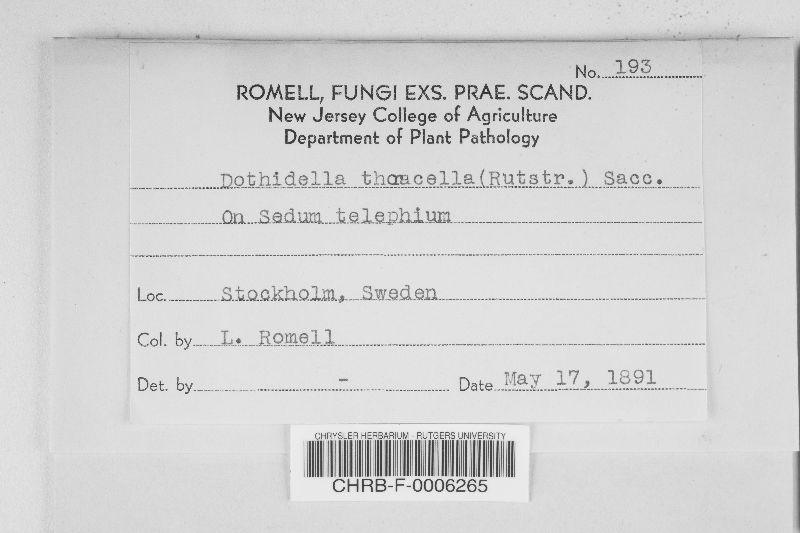 No. 193
ROMELL, FUNGI EXS. PRAE. SCAND.
New Jersey College of Agriculture
Department of Plant Pathology
Dothidella thoracella (Rutstr.) Sacc.
On Sedum telephium
Loc. Stockholm, Sweden
Col. by L. Romell
Det. by - Date May 17, 1891
CHRYSLER HERBARIUM - RUTGERS UNIVERSITY
CHRB-F-0006265